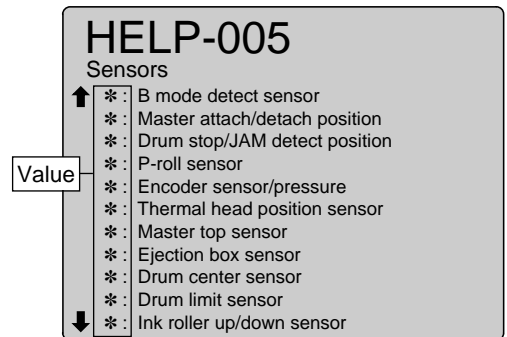 HELP-005
Sensors
✻ : B mode detect sensor
✻ : Master attach/detach position
✻ : Drum stop/JAM detect position
✻ : P-roll sensor
Value
✻ : Encoder sensor/pressure
✻ : Thermal head position sensor
✻ : Master top sensor
✻ : Ejection box sensor
✻ : Drum center sensor
✻ : Drum limit sensor
✻ : Ink roller up/down sensor